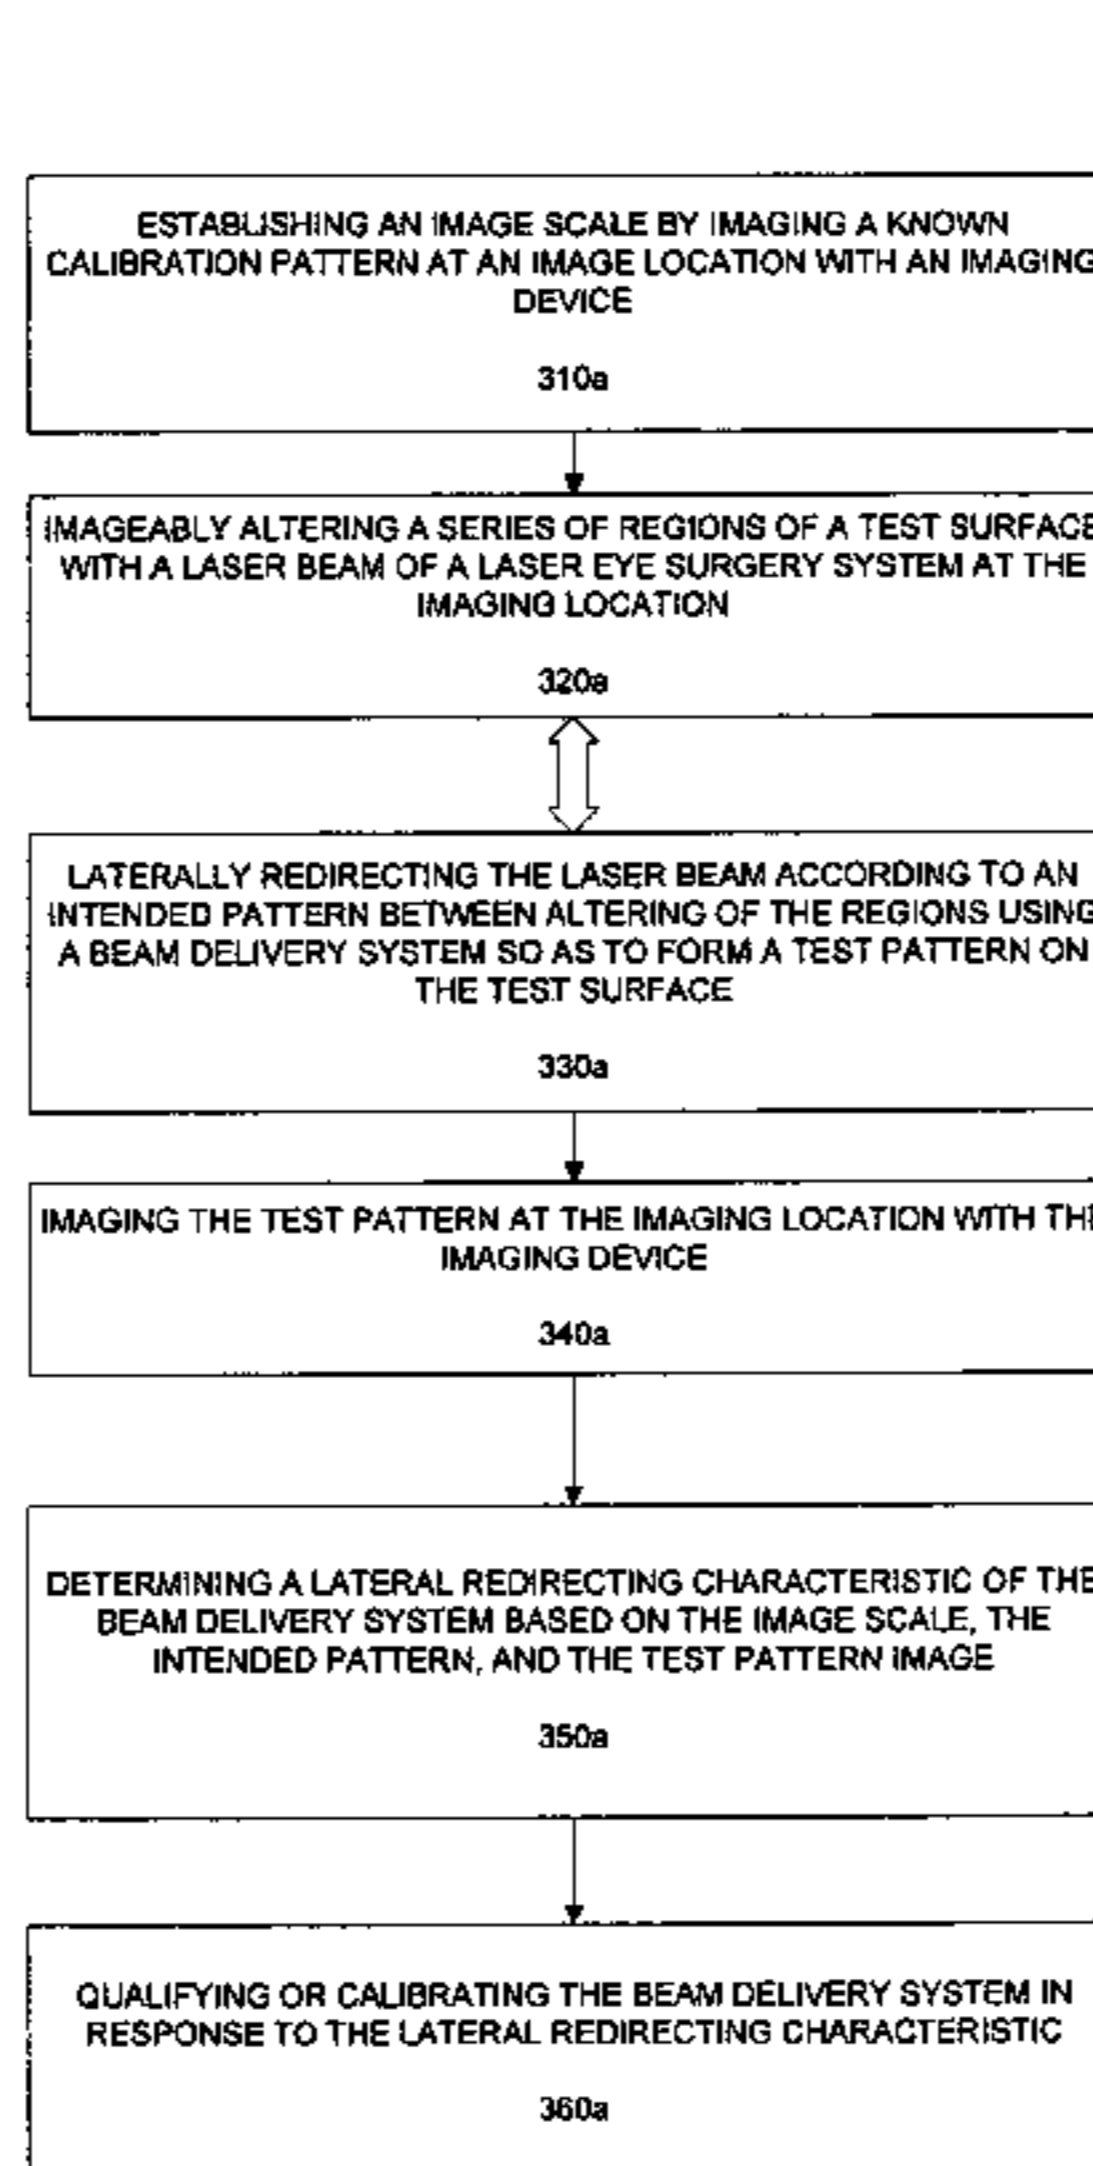 ESTABLISHING AN IMAGE SCALE BY IMAGING A KNOWN
CALIBRATION PATTERN AT AN IMAGE LOCATION WITH AN IMAGING
DEVICE
310a
IMAGEABLY ALTERING A SERIES OF REGIONS OF A TEST SURFACE
WITH A LASER BEAM OF A LASER EYE SURGERY SYSTEM AT THE
IMAGING LOCATION
320a
LATERALLY REDIRECTING THE LASER BEAM ACCORDING TO AN
INTENDED PATTERN BETWEEN ALTERING OF THE REGIONS USING
A BEAM DELIVERY SYSTEM SO AS TO FORM A TEST PATTERN ON
THE TEST SURFACE
330a
IMAGING THE TEST PATTERN AT THE IMAGING LOCATION WITH THE
IMAGING DEVICE
340a
DETERMINING A LATERAL REDIRECTING CHARACTERISTIC OF THE
BEAM DELIVERY SYSTEM BASED ON THE IMAGE SCALE, THE
INTENDED PATTERN, AND THE TEST PATTERN IMAGE
350a
QUALIFYING OR CALIBRATING THE BEAM DELIVERY SYSTEM IN
RESPONSE TO THE LATERAL REDIRECTING CHARACTERISTIC
360a